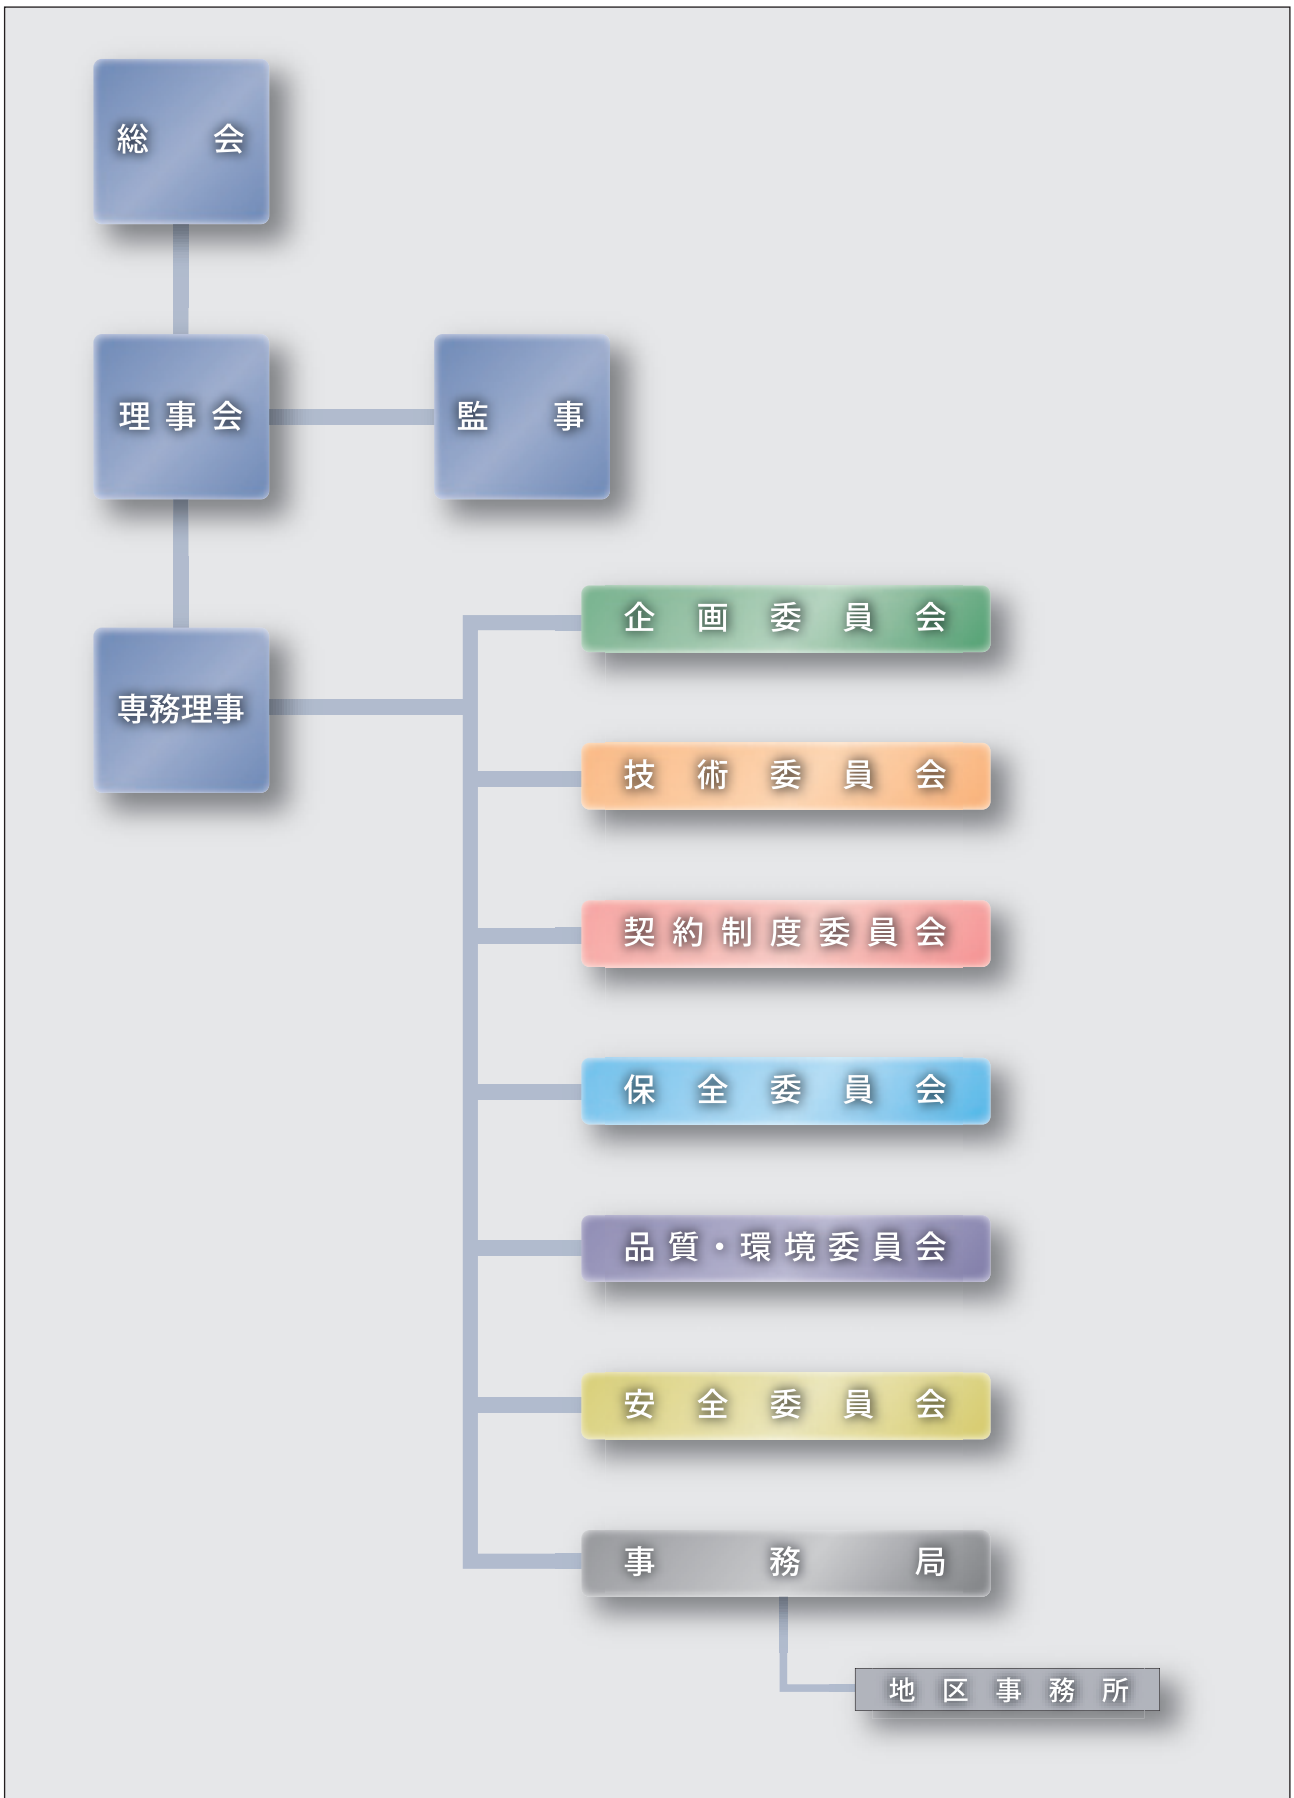 総会
理事会
監事
専務理事
企画委員会
技術委員会
契約制度委員会
保全委員会
品質・環境委員会
安全委員会
事務局
地区事務所